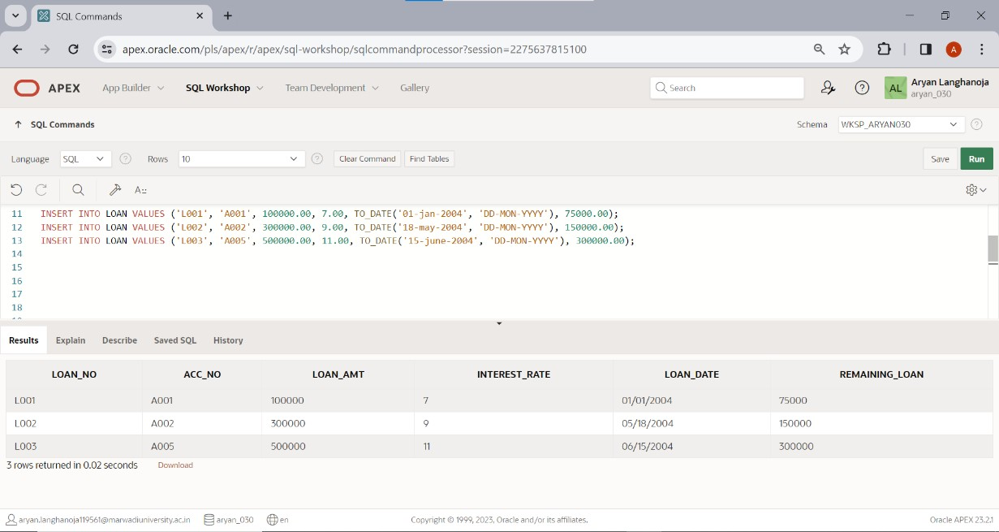 SQL Commands
apex.oracle.com/pls/apex/r/apex/sql-workshop/sqlcommandprocessor?session=2275637815100 A
APEX App Builder SQL Workshop Team Development Gallery Search AL Aryan Langhanoja
aryan_030
SQL Commands Schema WKSP_ARYAN030
Language SQL Rows 10 Clear Command Find Tables Save Run
A::
11 INSERT INTO LOAN VALUES ('L001', 'A001', 100000.00, 7.00, TO_DATE('01-jan-2004', 'DD-MON-YYYY'), 75000.00);
12 INSERT INTO LOAN VALUES ('L002', 'A002', 300000.00, 9.00, TO_DATE('18-may-2004', 'DD-MON-YYYY'), 150000.00);
13 INSERT INTO LOAN VALUES ('L003', 'A005', 500000.00, 11.00, TO_DATE('15-june-2004', 'DD-MON-YYYY'), 300000.00);
14
15
16
17
18
Results Explain Describe Saved SQL History
LOAN_NO ACC_NO LOAN_AMT INTEREST_RATE LOAN_DATE REMAINING_LOAN
L001 A001 100000 7 01/01/2004 75000
L002 A002 300000 9 05/18/2004 150000
L003 A005 500000 11 06/15/2004 300000
3 rows returned in 0.02 seconds Download
aryan.langhanoja119561@marwadiuniversity.ac.in aryan_030 en Copyright © 1999, 2023, Oracle and/or its affiliates. Oracle APEX 23.2.1